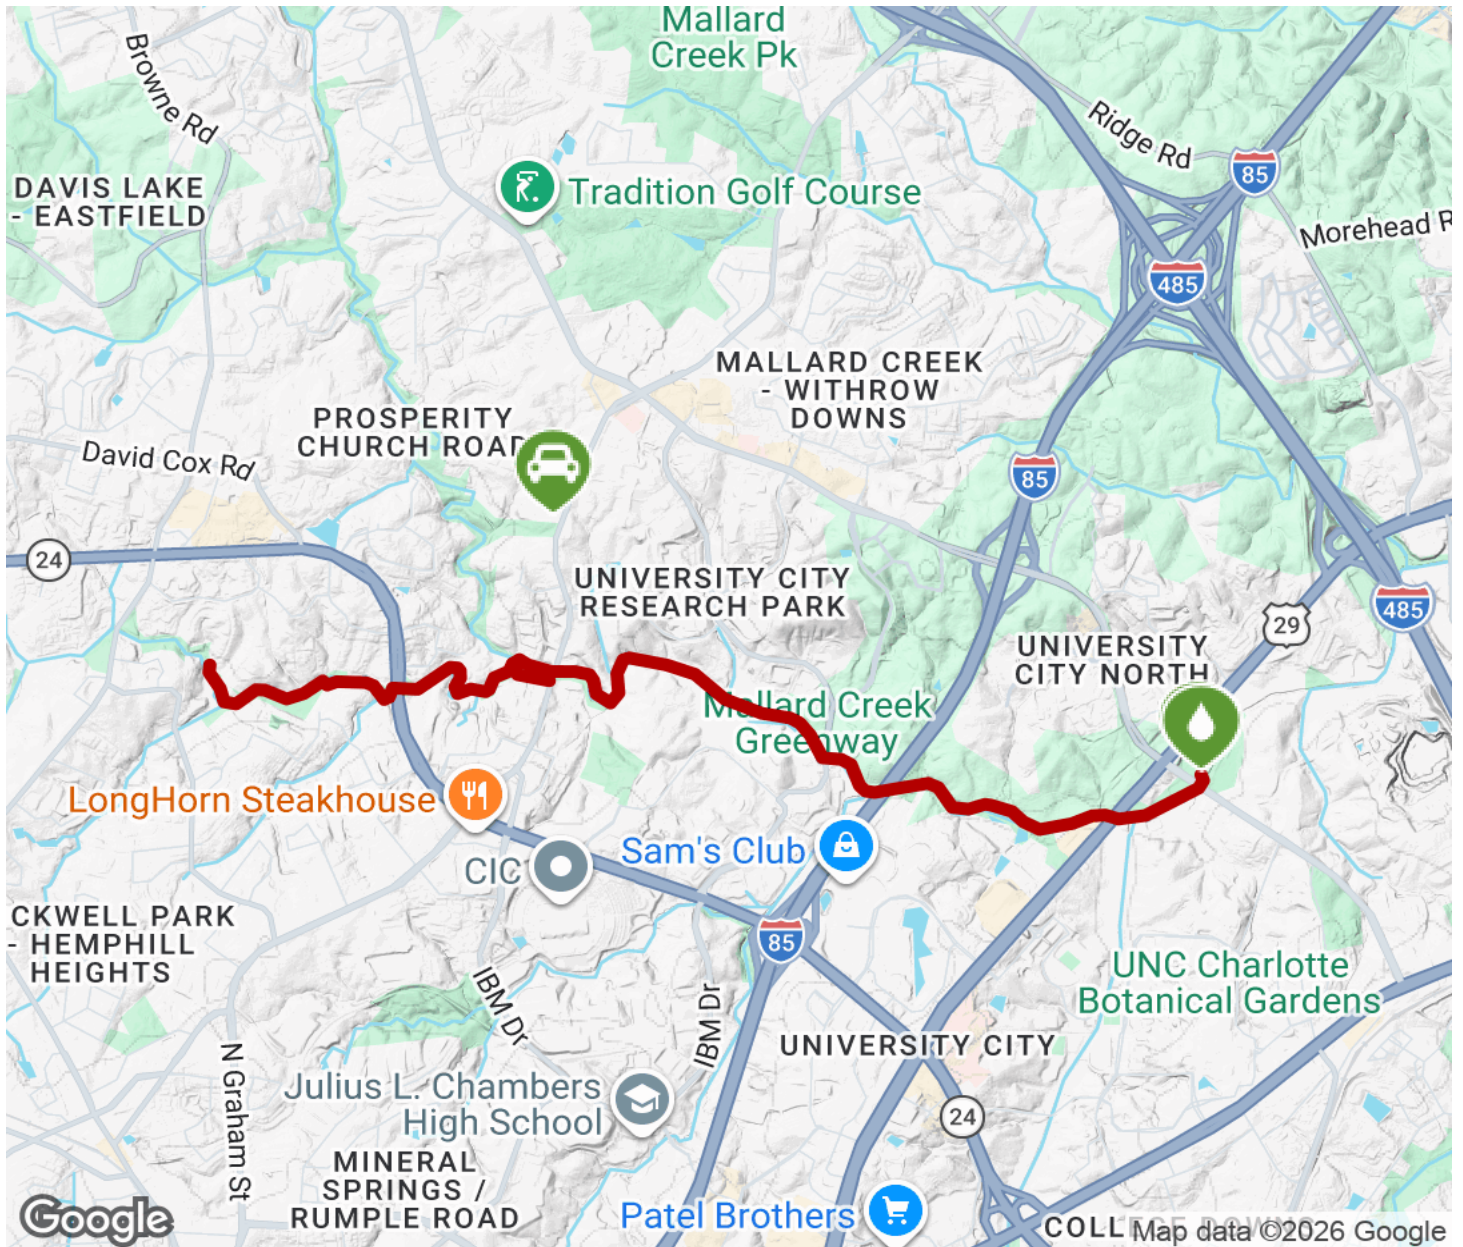 Mallard
Creek Pk
Browne Rd
Ridge Rd
85
DAVIS LAKE
- EASTFIELD
Tradition Golf Course
Morehead R
485
MALLARD CREEK
- WITHROW
DOWNS
PROSPERITY
CHURCH ROAD
David Cox Rd
85
24
UNIVERSITY CITY
RESEARCH PARK
485
29
UNIVERSITY
CITY NORTH
Mallard Creek
Greenway
LongHorn Steakhouse
Sam's Club
CIC
CKWELL PARK
- HEMPHILL
HEIGHTS
85
UNC Charlotte
Botanical Gardens
IBM Dr
IBM Dr
UNIVERSITY CITY
N Graham St
Julius L. Chambers
High School
24
MINERAL
SPRINGS /
RUMPLE ROAD
Patel Brothers
COLL
Google
Map data ©2026 Google